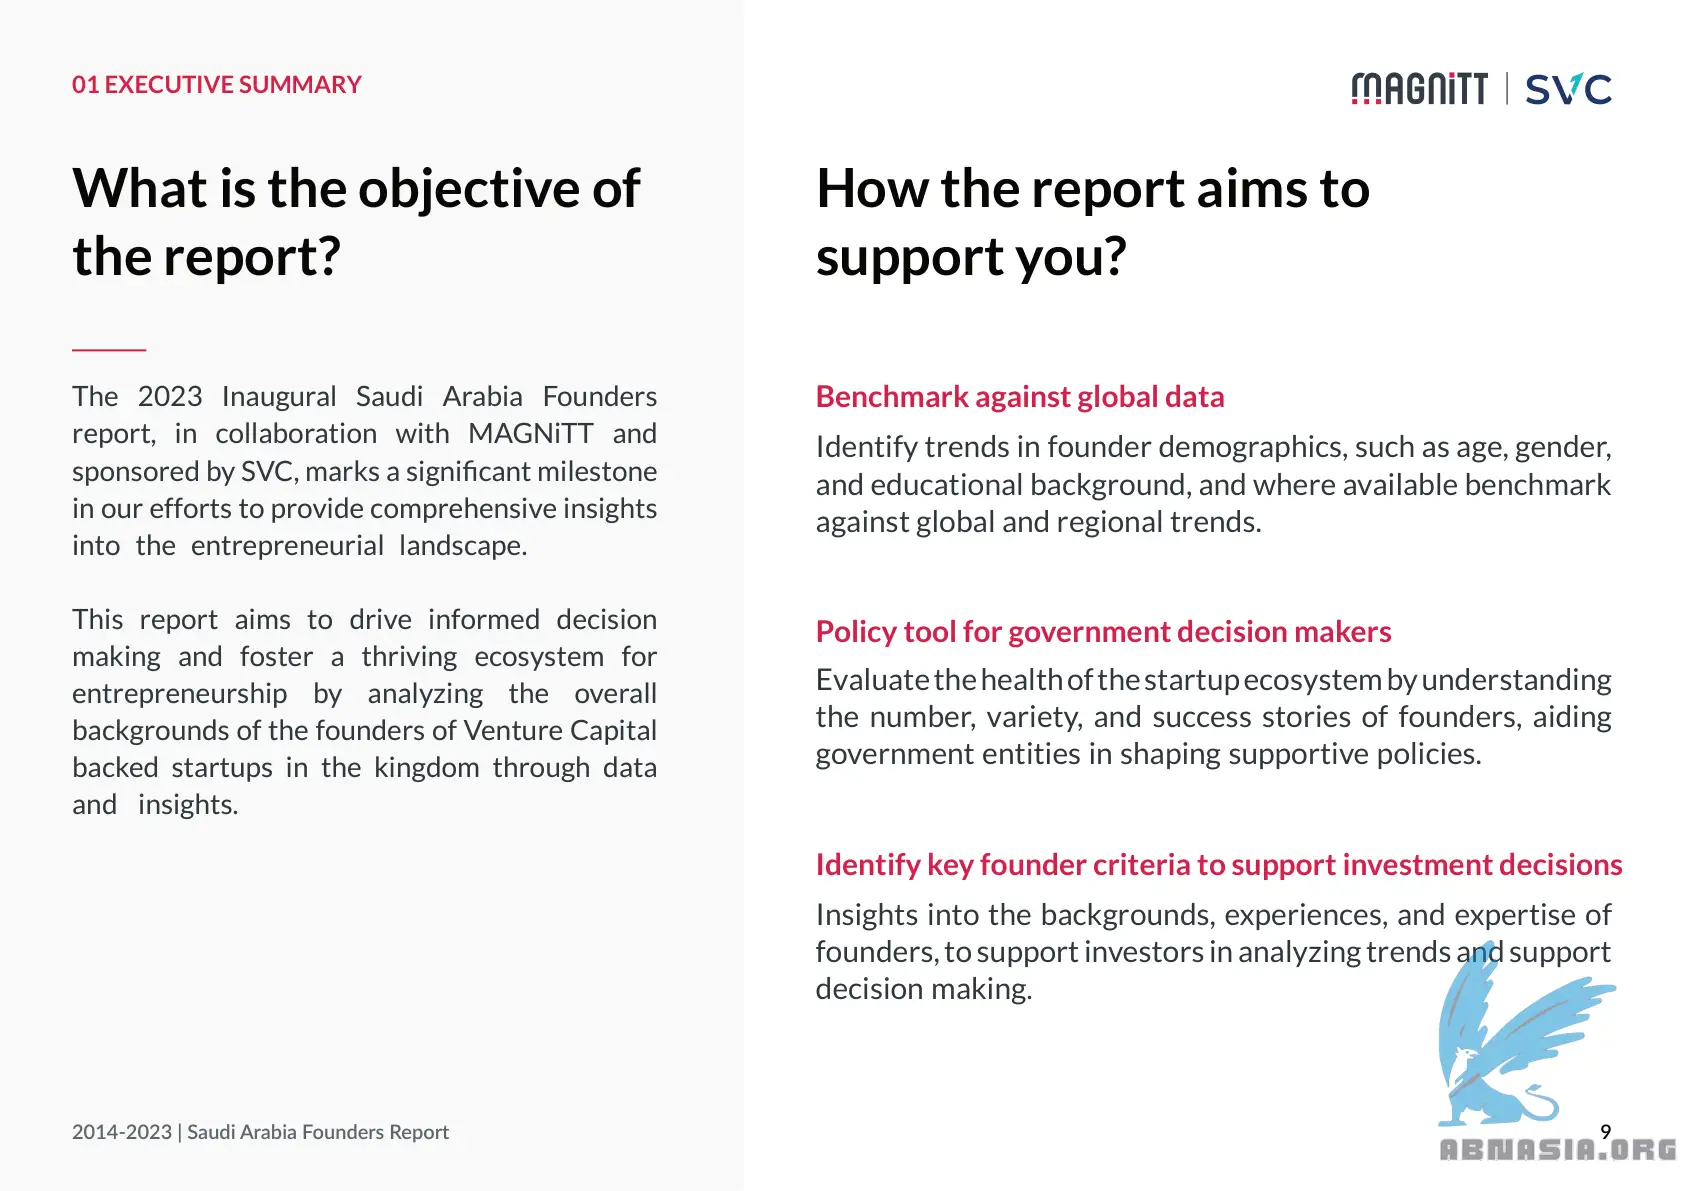 01 EXECUTIVE SUMMARY
MAGNiTT | SVC
What is the objective of
the report?
The 2023 Inaugural Saudi Arabia Founders
report, in collaboration with MAGNiTT and
sponsored by SVC, marks a significant milestone
in our efforts to provide comprehensive insights
into the entrepreneurial landscape.
This report aims to drive informed decision
making and foster a thriving ecosystem for
entrepreneurship by analyzing the overall
backgrounds of the founders of Venture Capital
backed startups in the kingdom through data
and insights.
How the report aims to
support you?
Benchmark against global data
Identify trends in founder demographics, such as age, gender,
and educational background, and where available benchmark
against global and regional trends.
Policy tool for government decision makers
Evaluate the health of the startup ecosystem by understanding
the number, variety, and success stories of founders, aiding
government entities in shaping supportive policies.
Identify key founder criteria to support investment decisions
Insights into the backgrounds, experiences, and expertise of
founders, to support investors in analyzing trends and support
decision making.
2014-2023 | Saudi Arabia Founders Report
9
ABNASIA.ORG